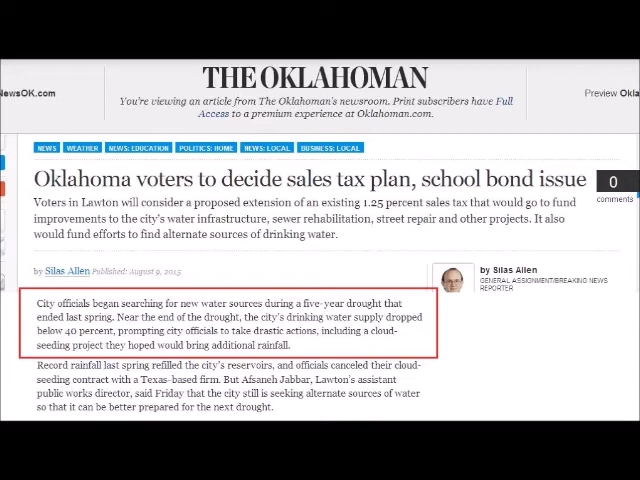 THE OKLAHOMAN
NewsOK.com
Preview Okla
You're viewing an article from The Oklahoman's newsroom. Print subscribers have Full
Access to a premium experience at Oklahoman.com.
NEWS WEATHER NEWS: EDUCATION POLITICS: HOME NEWS: LOCAL BUSINESS: LOCAL
Oklahoma voters to decide sales tax plan, school bond issue
0
comments
Voters in Lawton will consider a proposed extension of an existing 1.25 percent sales tax that would go to fund
improvements to the city's water infrastructure, sewer rehabilitation, street repair and other projects. It also
would fund efforts to find alternate sources of drinking water.
by Silas Allen Published: August 9, 2015
by Silas Allen
GENERAL ASSIGNMENT/BREAKING NEWS
REPORTER
City officials began searching for new water sources during a five-year drought that
ended last spring. Near the end of the drought, the city's drinking water supply dropped
below 40 percent, prompting city officials to take drastic actions, including a cloud-
seeding project they hoped would bring additional rainfall.
Record rainfall last spring refilled the city's reservoirs, and officials canceled their cloud-
seeding contract with a Texas-based firm. But Afsaneh Jabbar, Lawton's assistant
public works director, said Friday that the city still is seeking alternate sources of water
so that it can be better prepared for the next drought.